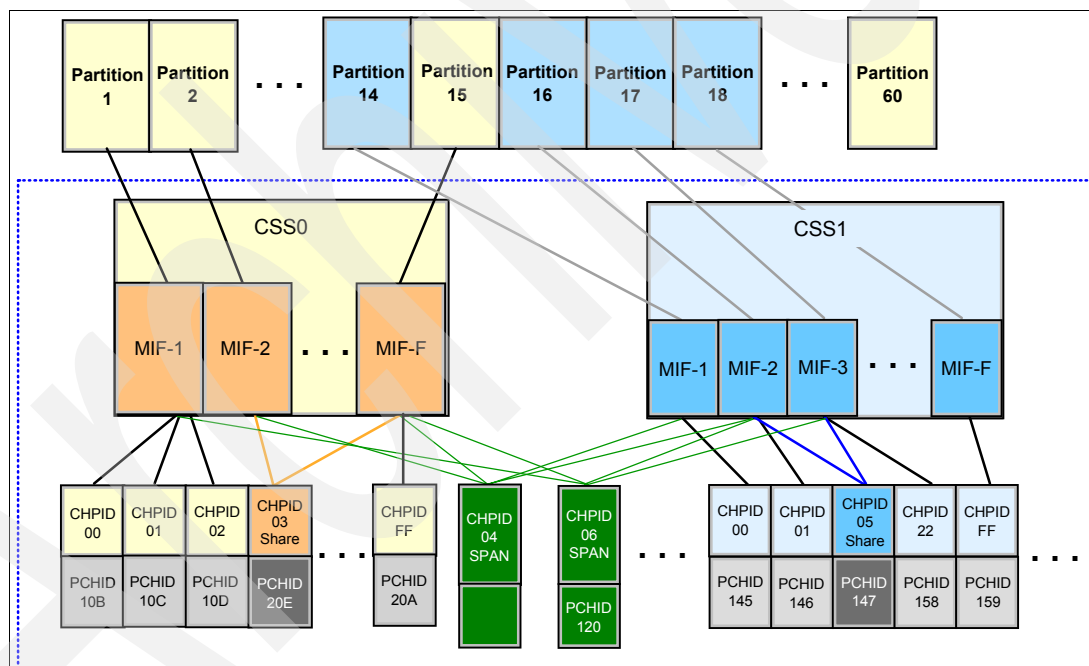 Partition
1
Partition
2
. . .
Partition
14
Partition
15
Partition
16
Partition
17
Partition
18
. . .
Partition
60
CSS0
CSS1
MIF-1
MIF-2
. . .
MIF-F
MIF-1
MIF-2
MIF-3
. . .
MIF-F
CHPID
00
CHPID
01
CHPID
02
CHPID
03
Share
. . .
CHPID
FF
CHPID
04
SPAN
CHPID
06
SPAN
. . .
CHPID
00
CHPID
01
CHPID
05
Share
CHPID
22
CHPID
FF
. . .
PCHID
10B
PCHID
10C
PCHID
10D
PCHID
20E
PCHID
20A
PCHID
120
PCHID
145
PCHID
146
PCHID
147
PCHID
158
PCHID
159